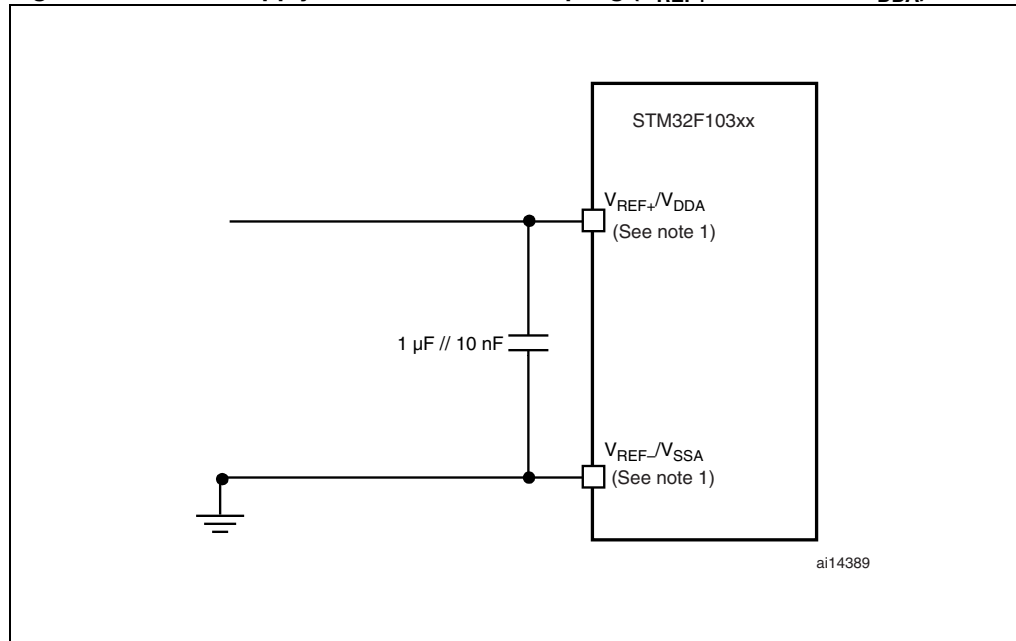 STM32F103xx
VREF+/VDDA
(See note 1)
1 µF // 10 nF
VREF–/VSSA
(See note 1)
ai14389